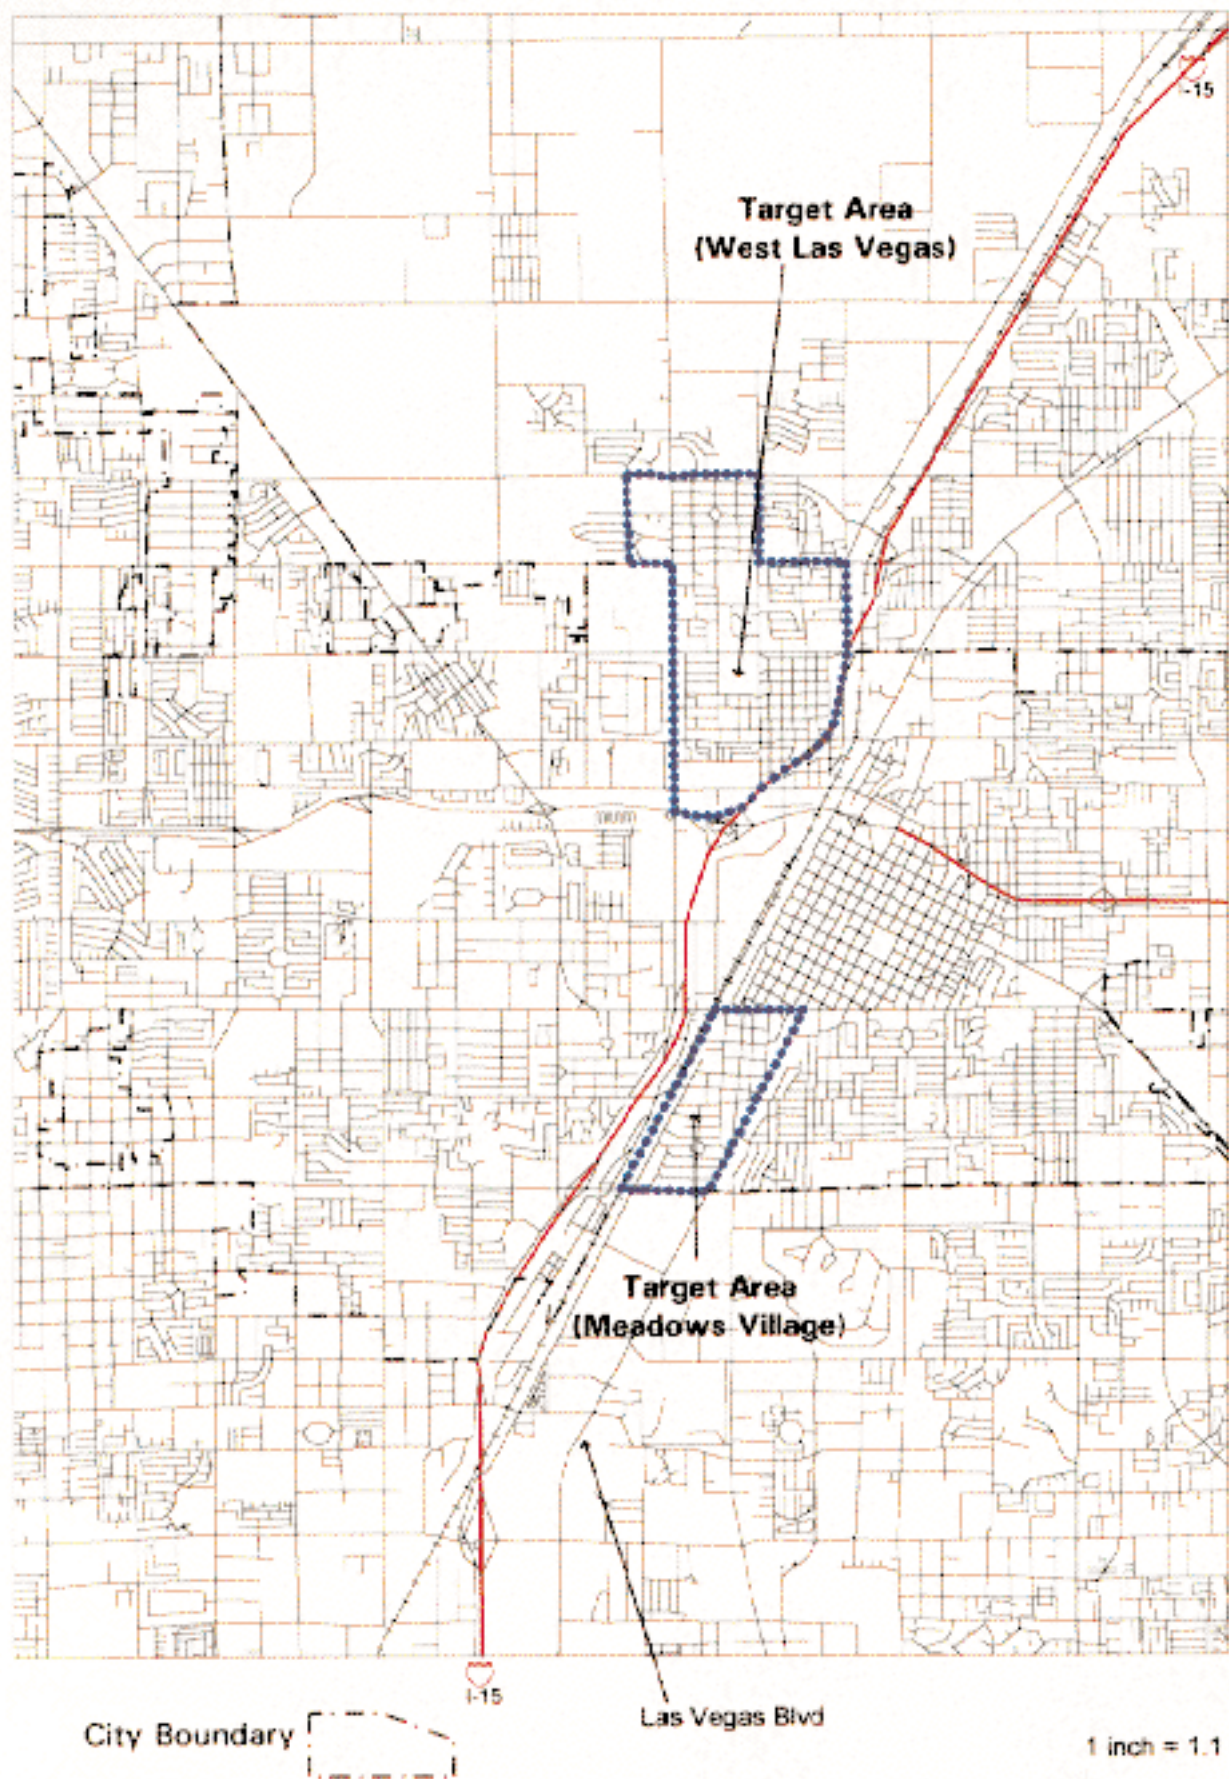 I-15
Target Area
(West Las Vegas)
Target Area
(Meadows Village)
I-15
Las Vegas Blvd
City Boundary
1 inch = 1.1